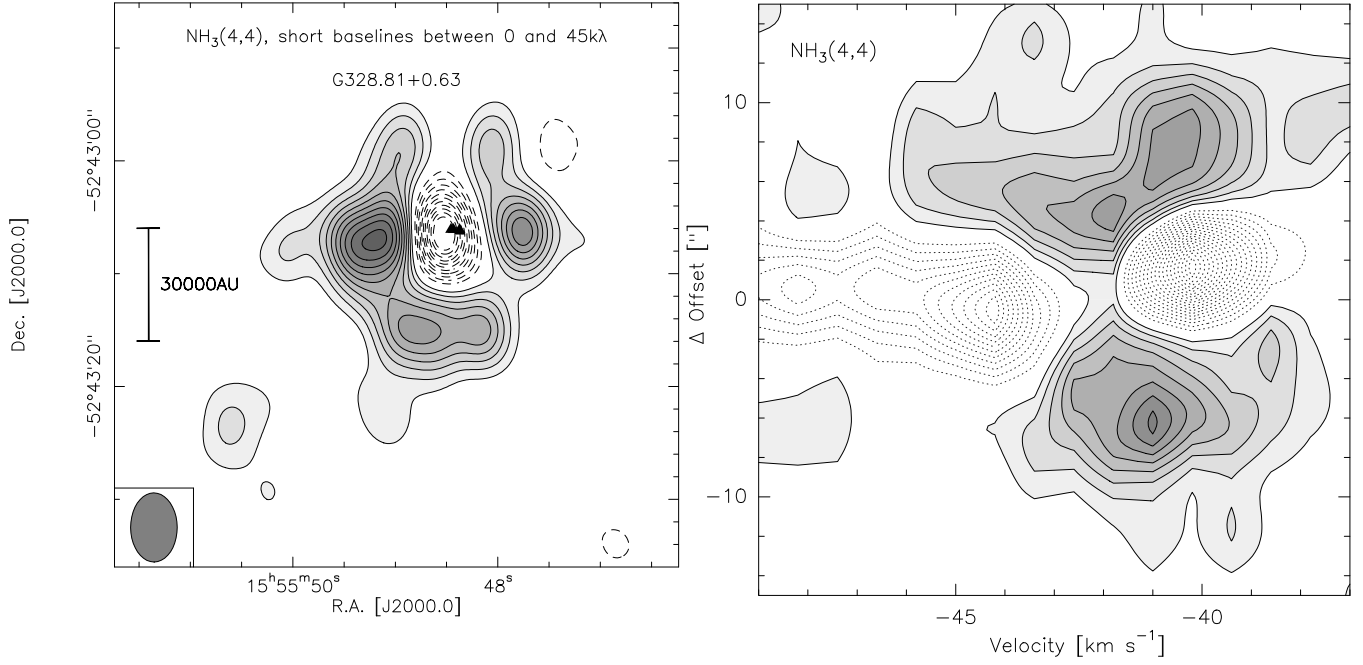 NH₃(4,4), short baselines between 0 and 45kλ
G328.81+0.63
−52°43'00''
Dec. [J2000.0]
30000AU
−52°43'20''
15ʰ55ᵐ50ˢ
48ˢ
R.A. [J2000.0]
NH₃(4,4)
10
Δ Offset ['']
0
−10
−45
−40
Velocity [km s⁻¹]